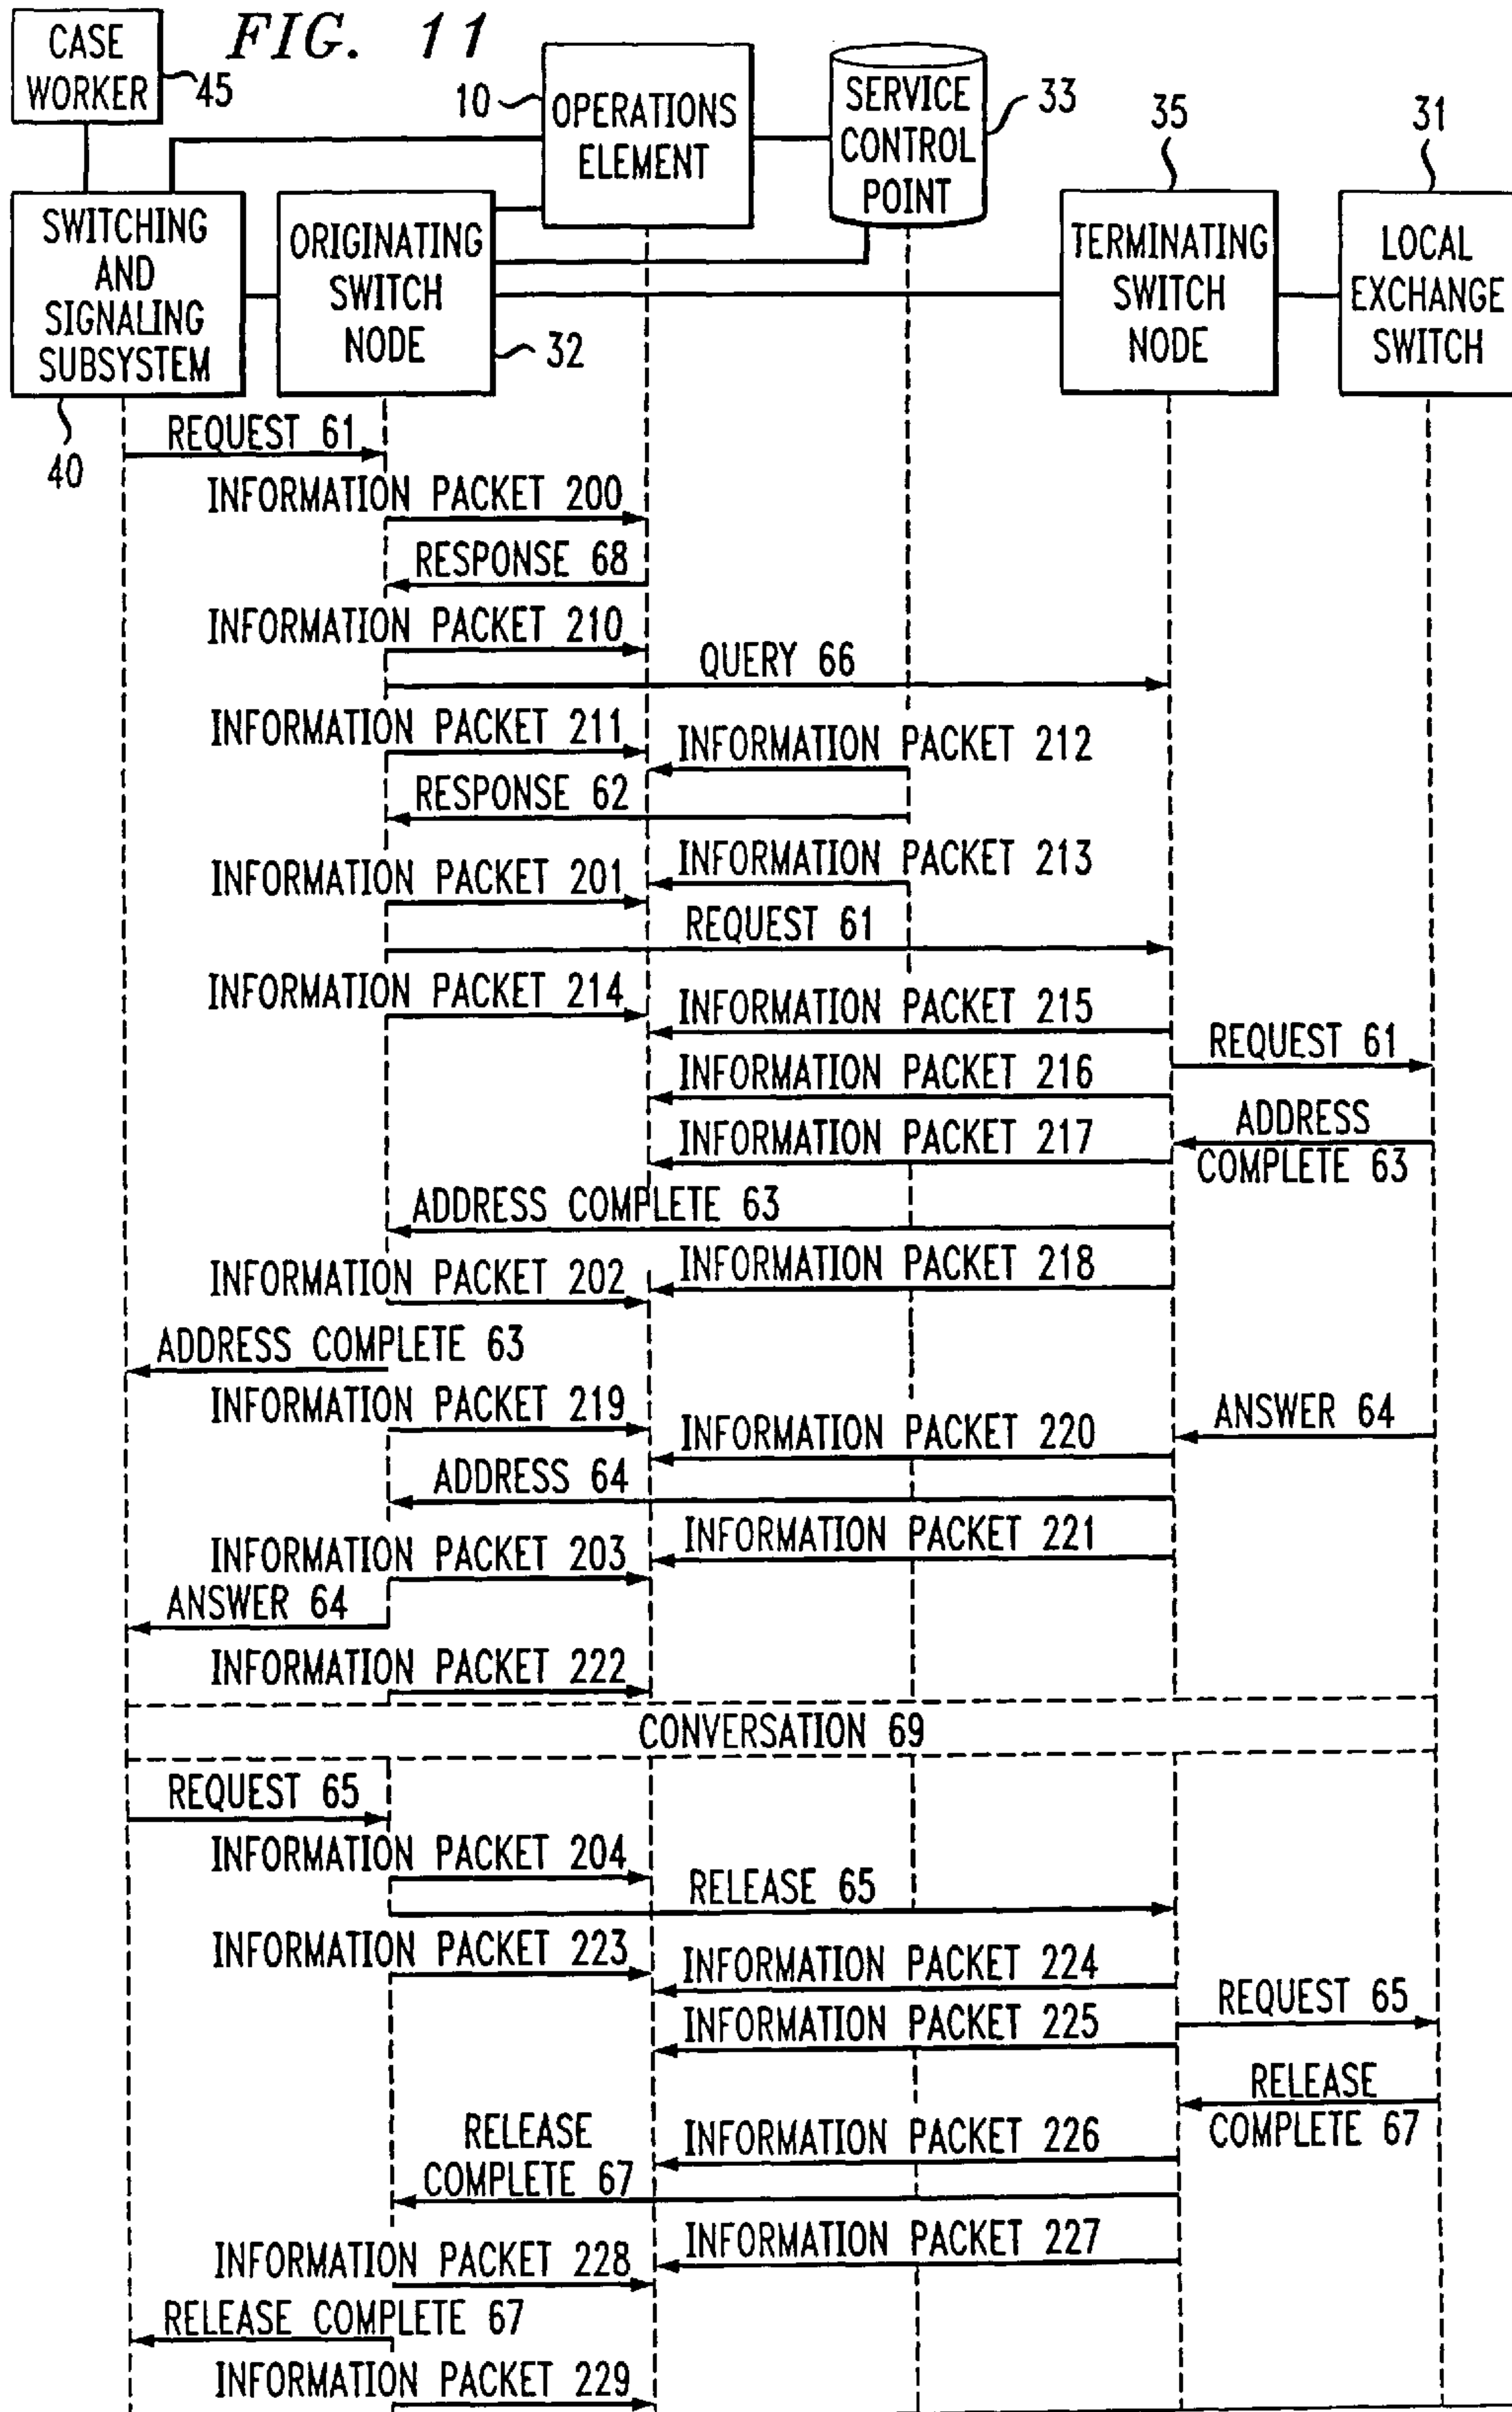 FIG. 11
CASE
WORKER
45
10
OPERATIONS
ELEMENT
SERVICE
CONTROL
POINT
33
35
31
SWITCHING
AND
SIGNALING
SUBSYSTEM
40
ORIGINATING
SWITCH
NODE
32
TERMINATING
SWITCH
NODE
LOCAL
EXCHANGE
SWITCH
REQUEST 61
INFORMATION PACKET 200
RESPONSE 68
INFORMATION PACKET 210
QUERY 66
INFORMATION PACKET 211
INFORMATION PACKET 212
RESPONSE 62
INFORMATION PACKET 213
INFORMATION PACKET 201
REQUEST 61
INFORMATION PACKET 214
INFORMATION PACKET 215
REQUEST 61
INFORMATION PACKET 216
ADDRESS
COMPLETE 63
INFORMATION PACKET 217
ADDRESS COMPLETE 63
INFORMATION PACKET 218
INFORMATION PACKET 202
ADDRESS COMPLETE 63
INFORMATION PACKET 219
ANSWER 64
INFORMATION PACKET 220
ADDRESS 64
INFORMATION PACKET 221
INFORMATION PACKET 203
ANSWER 64
INFORMATION PACKET 222
CONVERSATION 69
REQUEST 65
INFORMATION PACKET 204
RELEASE 65
INFORMATION PACKET 223
INFORMATION PACKET 224
REQUEST 65
INFORMATION PACKET 225
RELEASE
COMPLETE 67
INFORMATION PACKET 226
RELEASE
COMPLETE 67
INFORMATION PACKET 227
INFORMATION PACKET 228
RELEASE COMPLETE 67
INFORMATION PACKET 229